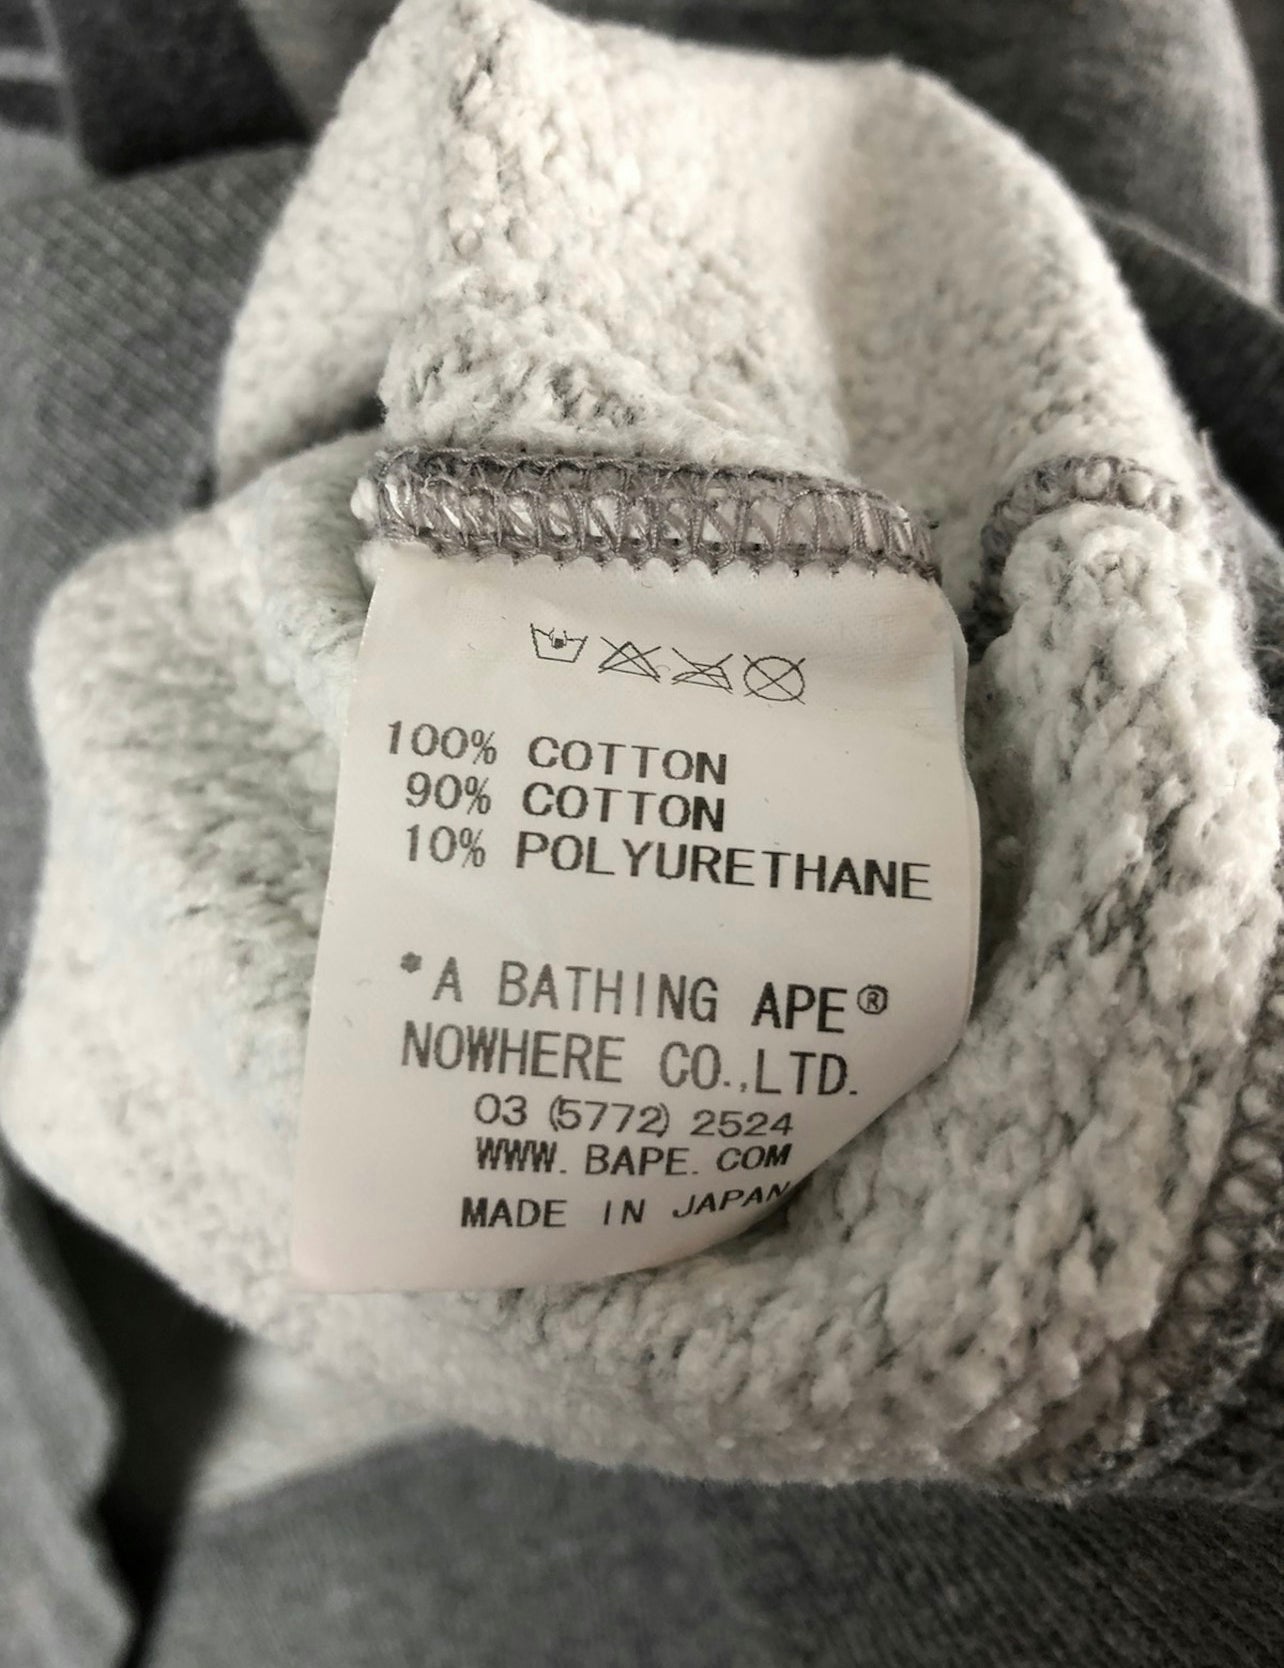 100% COTTON
90% COTTON
10% POLYURETHANE
*A BATHING APE®
NOWHERE CO.,LTD.
03 (5772) 2524
WWW. BAPE. COM
MADE IN JAPAN